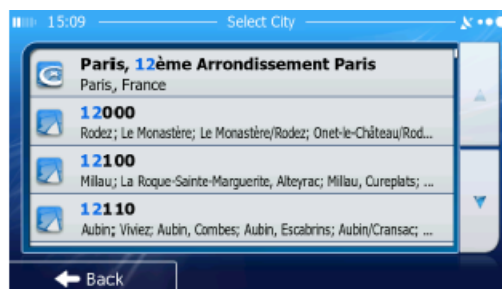 15:09 Select City
Paris, 12ème Arrondissement Paris
Paris, France
12000
Rodez; Le Monastère; Le Monastère/Rodez; Onet-le-Château/Rod...
12100
Millau; La Roque-Sainte-Marguerite, Alteyrac; Millau, Cureplats; ...
12110
Aubin; Viviez; Aubin, Combes; Aubin, Escabrins; Aubin/Cransac; ...
Back